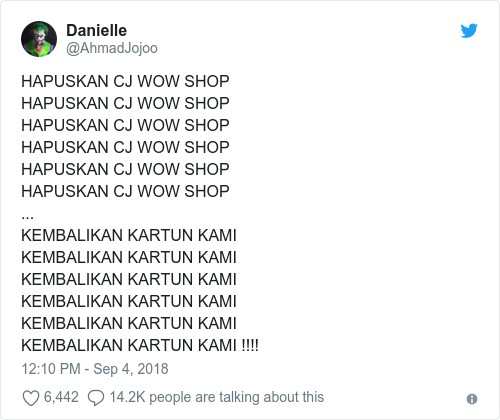 Danielle
@AhmadJojoo
HAPUSKAN CJ WOW SHOP
HAPUSKAN CJ WOW SHOP
HAPUSKAN CJ WOW SHOP
HAPUSKAN CJ WOW SHOP
HAPUSKAN CJ WOW SHOP
HAPUSKAN CJ WOW SHOP
...
KEMBALIKAN KARTUN KAMI
KEMBALIKAN KARTUN KAMI
KEMBALIKAN KARTUN KAMI
KEMBALIKAN KARTUN KAMI
KEMBALIKAN KARTUN KAMI
KEMBALIKAN KARTUN KAMI !!!!
12:10 PM - Sep 4, 2018
6,442 14.2K people are talking about this